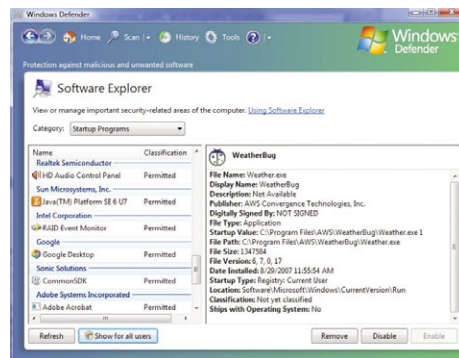 Windows Defender
Home Scan History Tools
Windows
Defender
Protection against malicious and unwanted software
Software Explorer
View or manage important security-related areas of the computer. Using Software Explorer
Category: Startup Programs
Name Classification
Realtek Semiconductor
HD Audio Control Panel Permitted
Sun Microsystems, Inc.
Java(TM) Platform SE 6 U7 Permitted
Intel Corporation
RAID Event Monitor Permitted
Google
Google Desktop Permitted
Sonic Solutions
CommonSDK Permitted
Adobe Systems Incorporated
Adobe Acrobat Permitted
WeatherBug
File Name: Weather.exe
Display Name: WeatherBug
Description: Not Available
Publisher: AWS Convergence Technologies, Inc.
Digitally Signed By: NOT SIGNED
File Type: Application
Startup Value: C:\Program Files\AWS\WeatherBug\Weather.exe 1
File Path: C:\Program Files\AWS\WeatherBug\Weather.exe
File Size: 1347584
File Version: 6, 7, 0, 17
Date Installed: 8/29/2007 11:55:54 AM
Startup Type: Registry: Current User
Location: Software\Microsoft\Windows\CurrentVersion\Run
Classification: Not yet classified
Ships with Operating System: No
Refresh Show for all users Remove Disable Enable